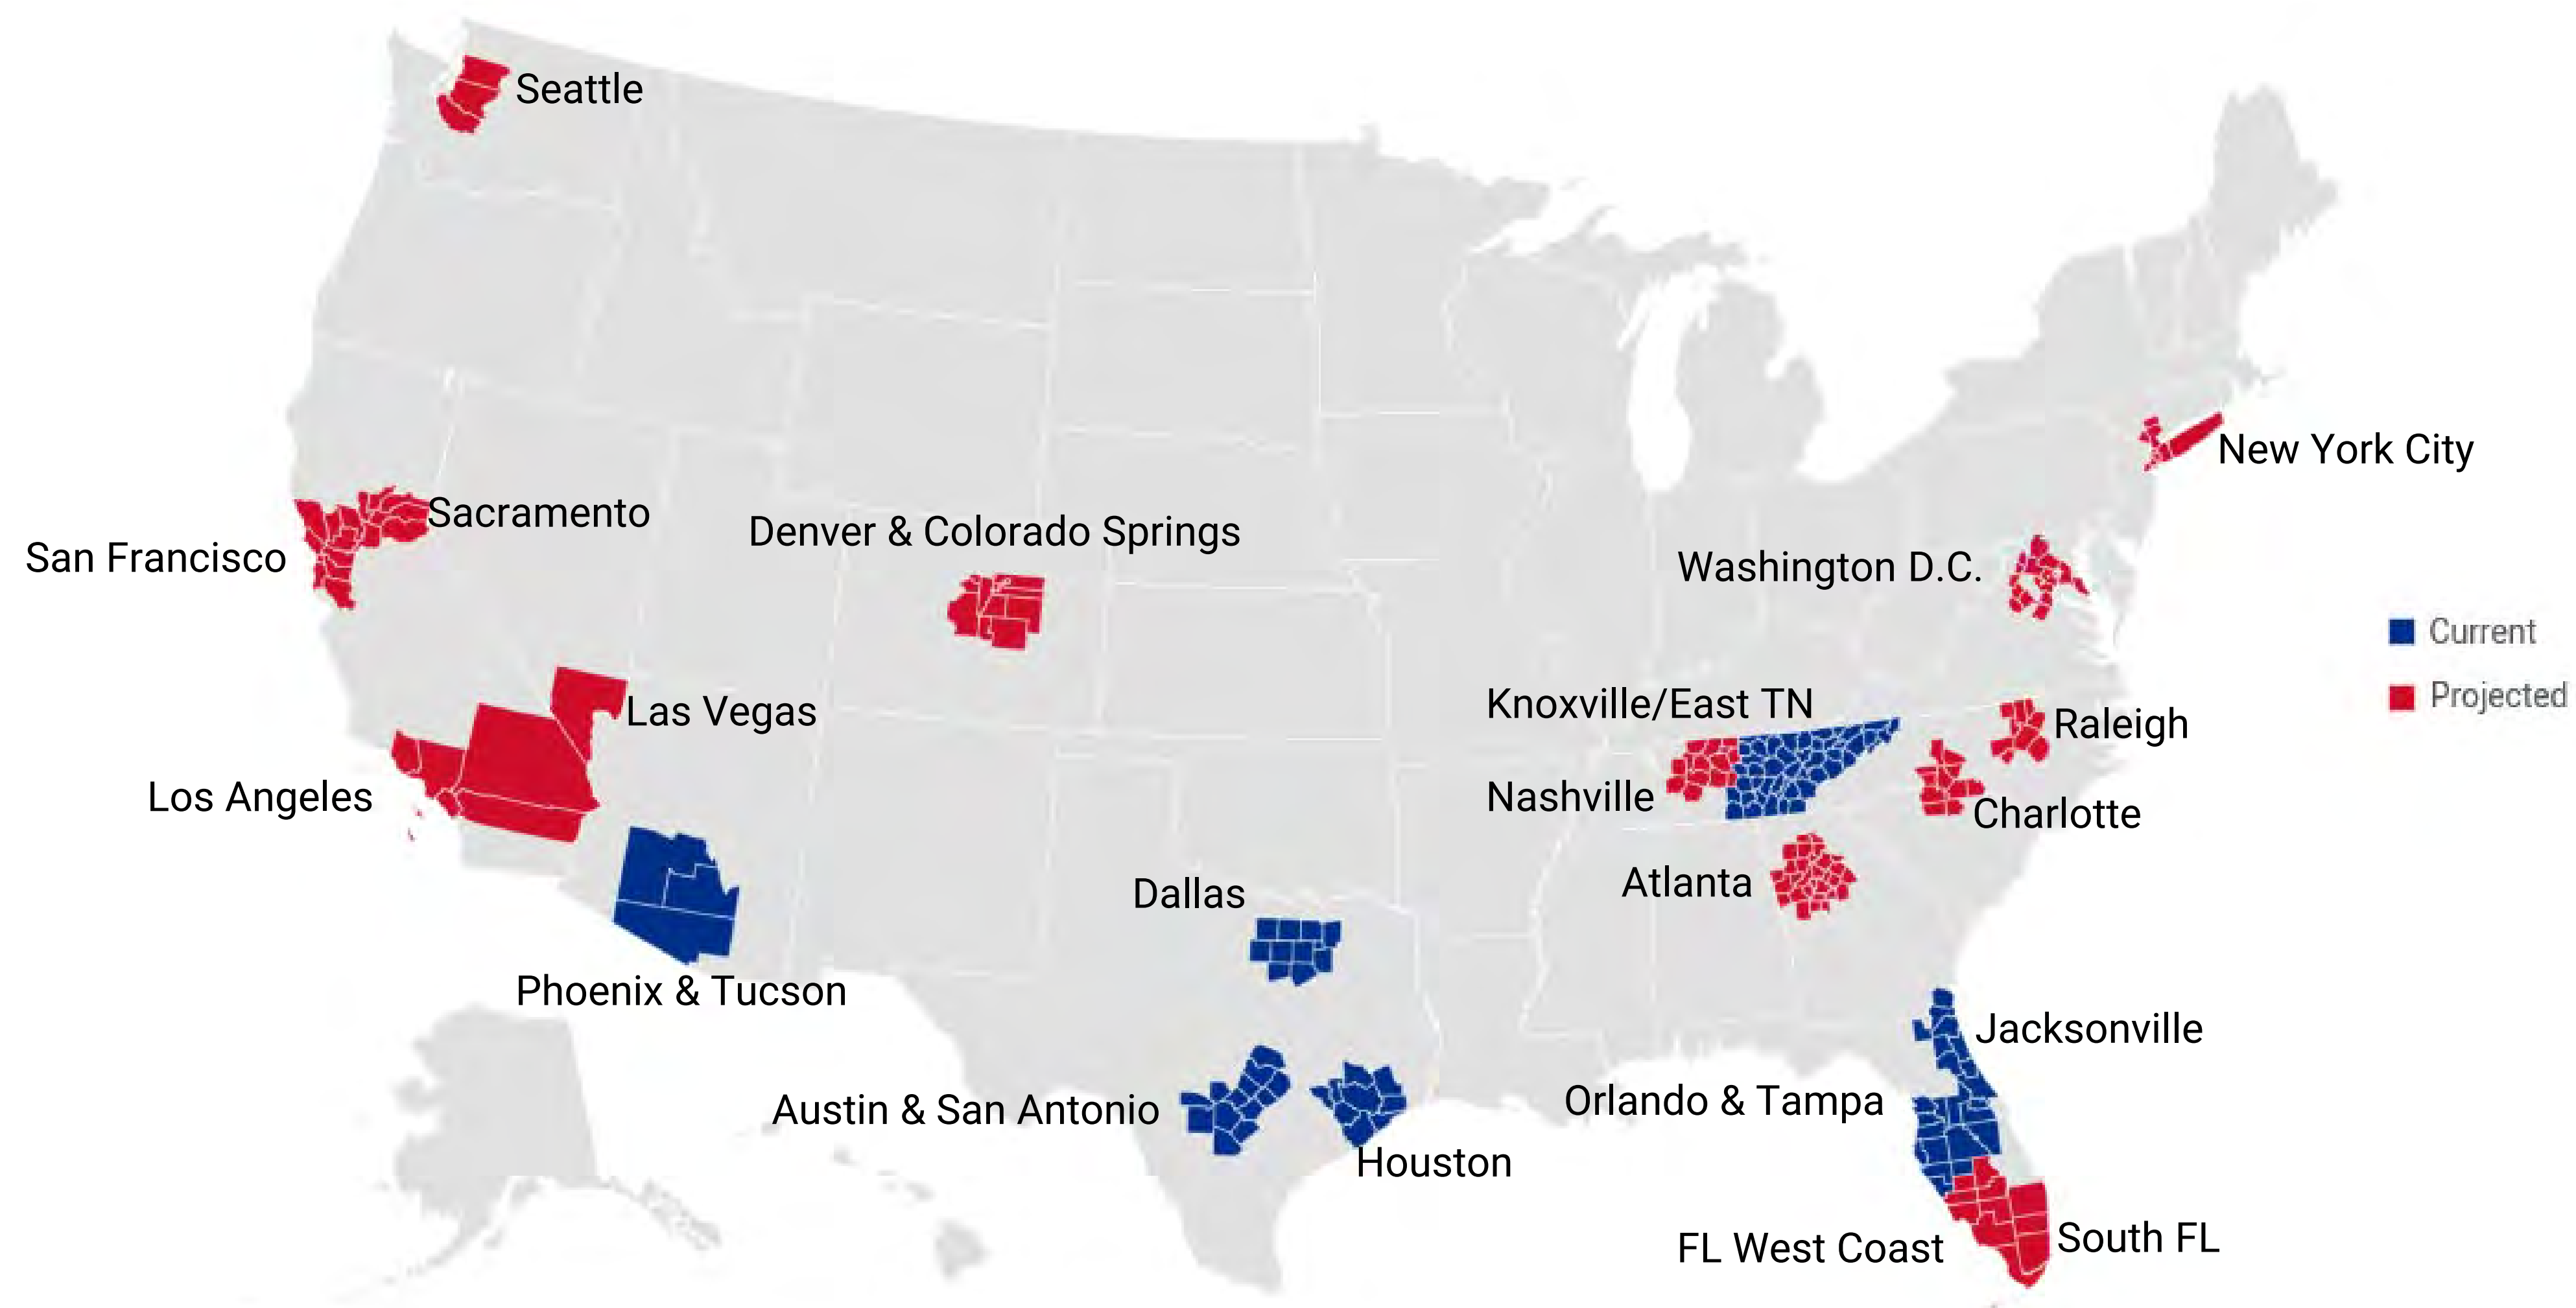 Seattle
New York City
Sacramento
Denver & Colorado Springs
San Francisco
Washington D.C.
Current
Projected
Knoxville/East TN
Las Vegas
Raleigh
Los Angeles
Nashville
Charlotte
Atlanta
Dallas
Phoenix & Tucson
Jacksonville
Orlando & Tampa
Austin & San Antonio
Houston
South FL
FL West Coast